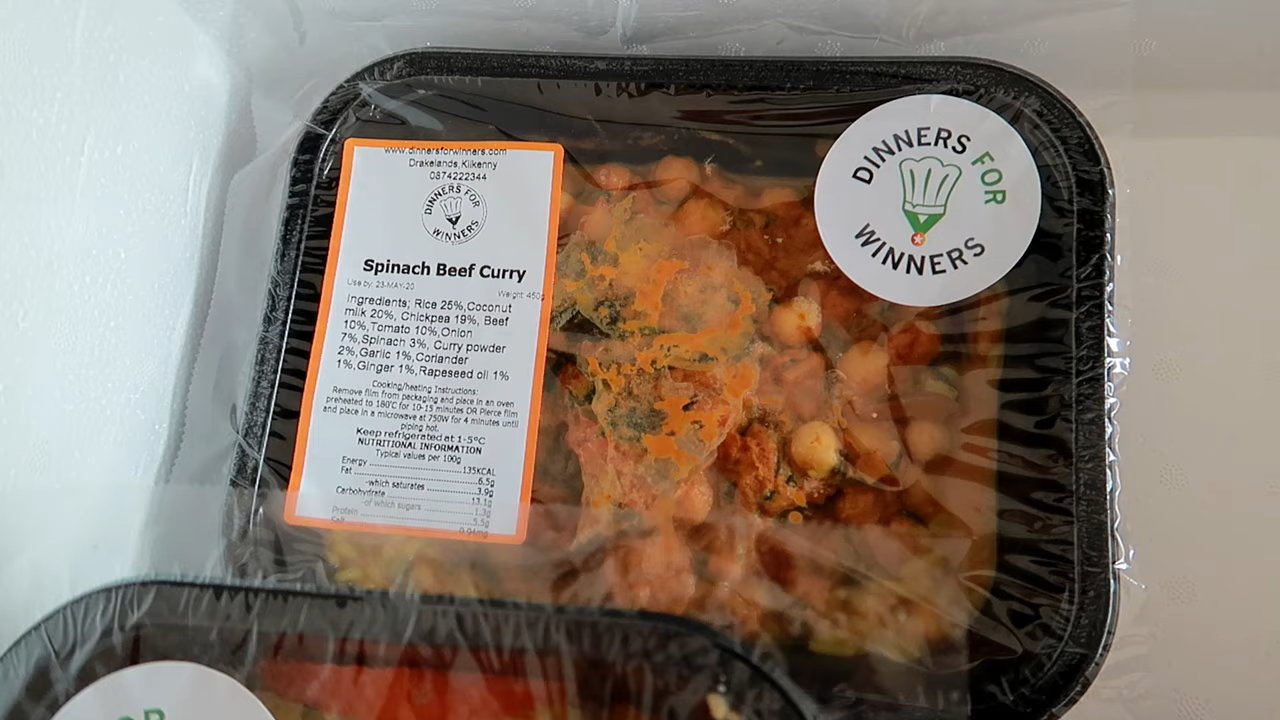 www.dinnersforwinners.com
Drakelands,Kilkenny
0874222344
DINNERS FOR
WINNERS
Spinach Beef Curry
Use by: 23-MAY-20
Weight: 450g
Ingredients; Rice 25%,Coconut
milk 20%, Chickpea 19%, Beef
10%,Tomato 10%,Onion
7%,Spinach 3%, Curry powder
2%,Garlic 1%,Coriander
1%,Ginger 1%,Rapeseed oil 1%
Cooking/heating Instructions:
Remove film from packaging and place in an oven
preheated to 180°C for 10-15 minutes OR Pierce film
and place in a microwave at 750W for 4 minutes until
piping hot.
Keep refrigerated at 1-5°C
NUTRITIONAL INFORMATION
Typical values per 100g
Energy 135KCAL
Fat 6.5g
-which saturates 3.9g
Carbohydrate 13.1g
-of which sugars 1.3g
Protein 5.5g
Salt 0.94mg
DINNERS FOR
WINNERS
OR